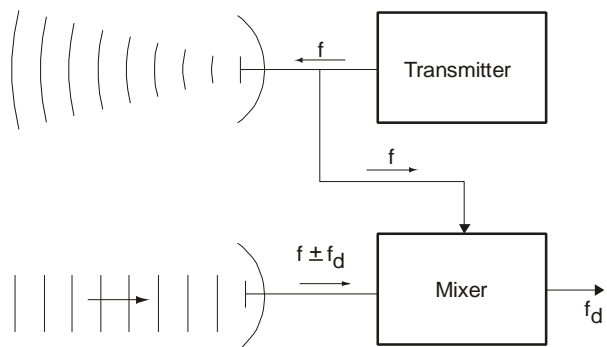 f
Transmitter
f
f ± fd
Mixer
fd